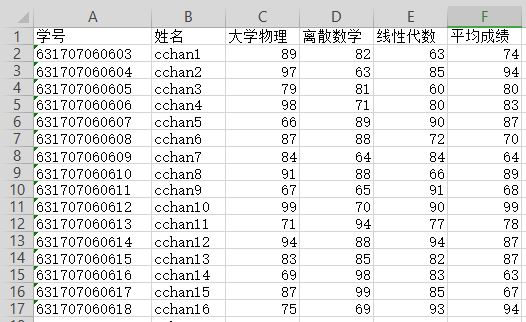 A B C D E F
1 学号 姓名 大学物理 离散数学 线性代数 平均成绩
2 631707060603 cchan1 89 82 63 74
3 631707060604 cchan2 97 63 85 94
4 631707060605 cchan3 79 81 60 80
5 631707060606 cchan4 98 71 80 83
6 631707060607 cchan5 66 89 90 87
7 631707060608 cchan6 87 88 72 70
8 631707060609 cchan7 84 64 84 64
9 631707060610 cchan8 91 88 66 89
10 631707060611 cchan9 67 65 91 68
11 631707060612 cchan10 99 70 90 99
12 631707060613 cchan11 71 94 77 78
13 631707060614 cchan12 94 88 94 87
14 631707060615 cchan13 83 85 82 87
15 631707060616 cchan14 69 98 83 63
16 631707060617 cchan15 87 99 85 67
17 631707060618 cchan16 75 69 93 94